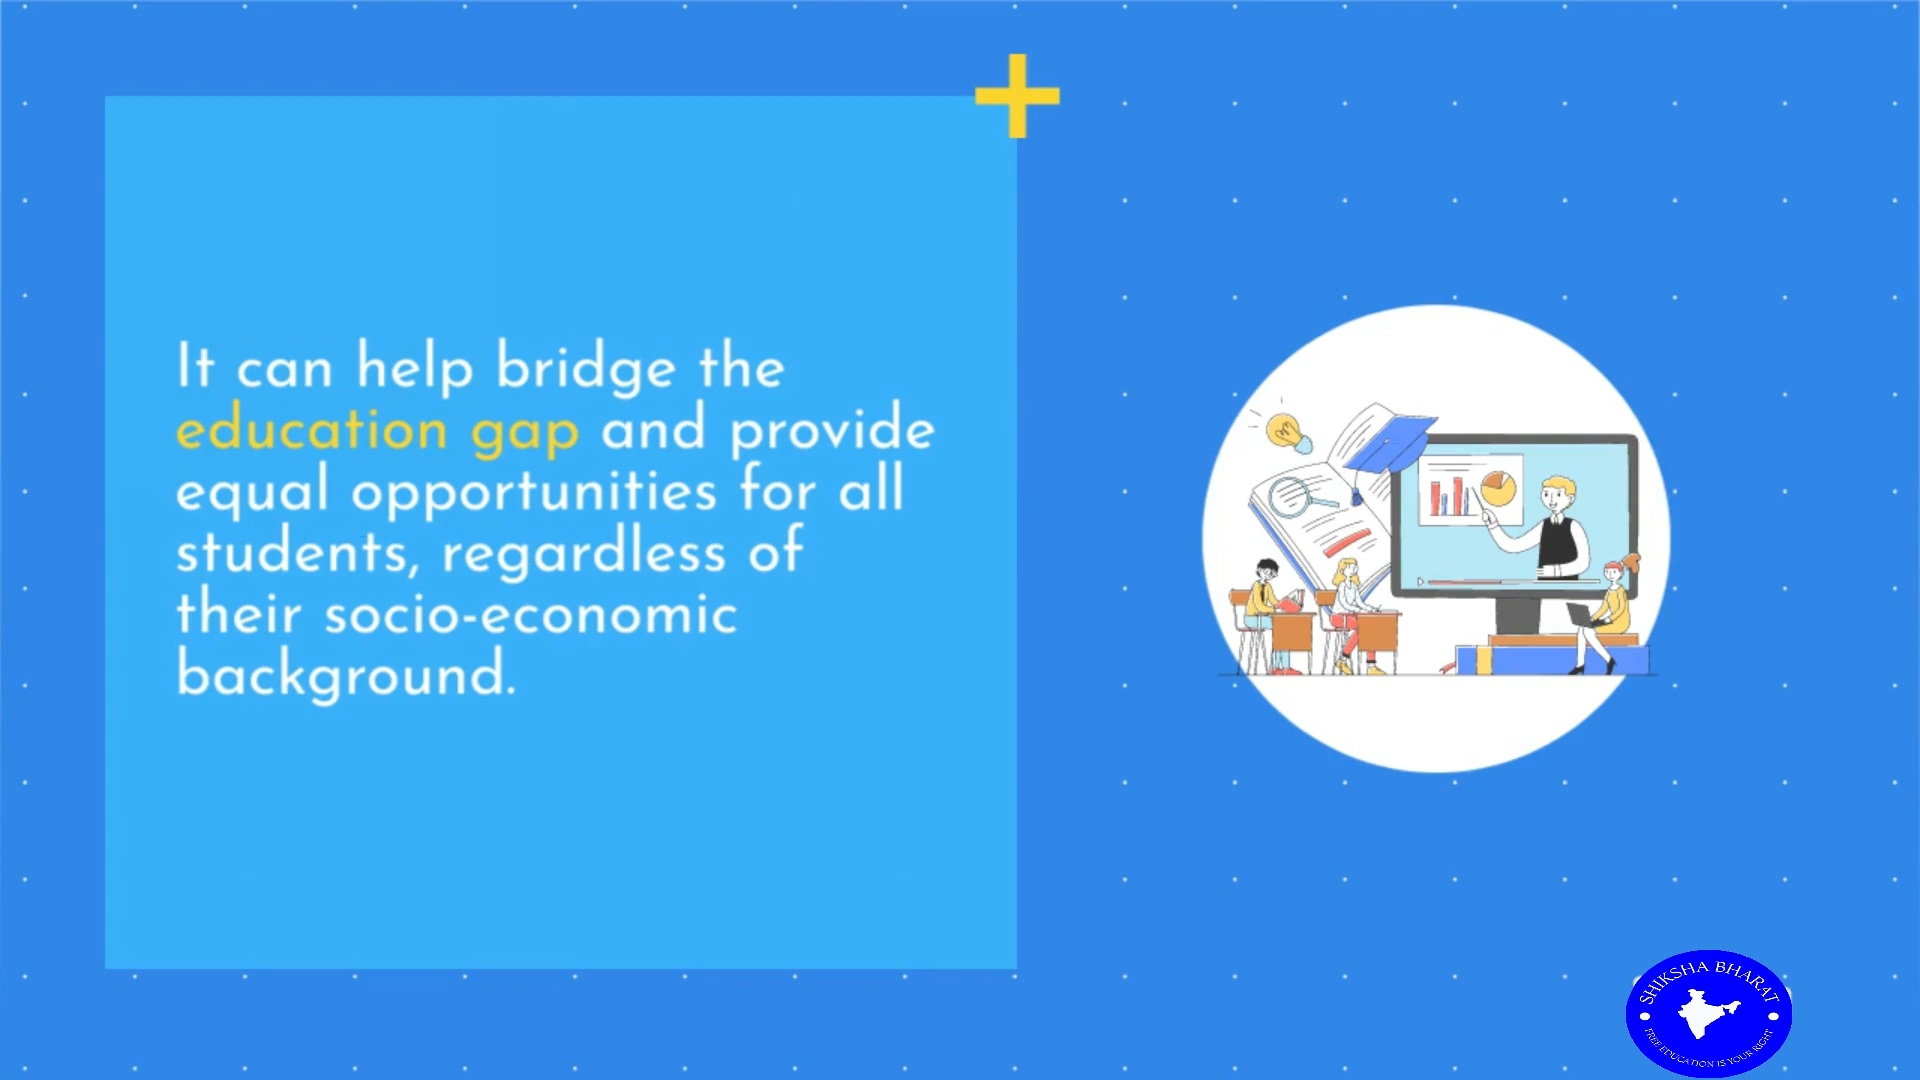 It can help bridge the
education gap and provide
equal opportunities for all
students, regardless of
their socio-economic
background.
SHIKSHA BHARAT
FREE EDUCATION IS YOUR RIGHT